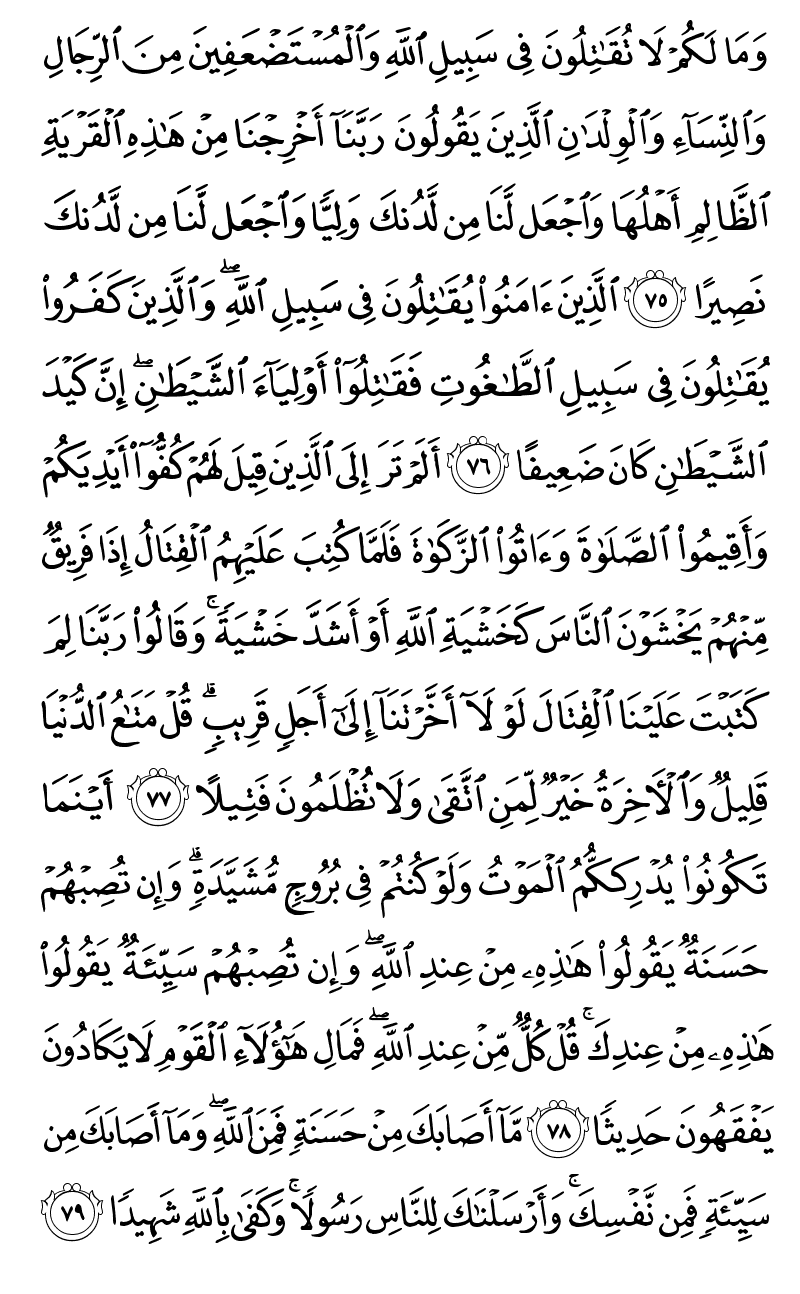 وَمَا لَكُمْ لَا تُقَـٰتِلُونَ فِى سَبِيلِ ٱللَّهِ وَٱلْمُسْتَضْعَفِينَ مِنَ ٱلرِّجَالِ
وَٱلنِّسَآءِ وَٱلْوِلْدَٰنِ ٱلَّذِينَ يَقُولُونَ رَبَّنَآ أَخْرِجْنَا مِنْ هَـٰذِهِ ٱلْقَرْيَةِ
ٱلظَّالِمِ أَهْلُهَا وَٱجْعَل لَّنَا مِن لَّدُنكَ وَلِيًّا وَٱجْعَل لَّنَا مِن لَّدُنكَ
نَصِيرًا ٧٥ ٱلَّذِينَ ءَامَنُوا۟ يُقَـٰتِلُونَ فِى سَبِيلِ ٱللَّهِ ۖ وَٱلَّذِينَ كَفَرُوا۟
يُقَـٰتِلُونَ فِى سَبِيلِ ٱلطَّـٰغُوتِ فَقَـٰتِلُوٓا۟ أَوْلِيَآءَ ٱلشَّيْطَـٰنِ ۖ إِنَّ كَيْدَ
ٱلشَّيْطَـٰنِ كَانَ ضَعِيفًا ٧٦ أَلَمْ تَرَ إِلَى ٱلَّذِينَ قِيلَ لَهُمْ كُفُّوٓا۟ أَيْدِيَكُمْ
وَأَقِيمُوا۟ ٱلصَّلَوٰةَ وَءَاتُوا۟ ٱلزَّكَوٰةَ فَلَمَّا كُتِبَ عَلَيْهِمُ ٱلْقِتَالُ إِذَا فَرِيقٌ
مِّنْهُمْ يَخْشَوْنَ ٱلنَّاسَ كَخَشْيَةِ ٱللَّهِ أَوْ أَشَدَّ خَشْيَةً ۚ وَقَالُوا۟ رَبَّنَا لِمَ
كَتَبْتَ عَلَيْنَا ٱلْقِتَالَ لَوْلَآ أَخَّرْتَنَآ إِلَىٰٓ أَجَلٍ قَرِيبٍ ۗ قُلْ مَتَـٰعُ ٱلدُّنْيَا
قَلِيلٌ وَٱلْـَٔاخِرَةُ خَيْرٌ لِّمَنِ ٱتَّقَىٰ وَلَا تُظْلَمُونَ فَتِيلًا ٧٧ أَيْنَمَا
تَكُونُوا۟ يُدْرِككُّمُ ٱلْمَوْتُ وَلَوْ كُنتُمْ فِى بُرُوجٍ مُّشَيَّدَةٍ ۗ وَإِن تُصِبْهُمْ
حَسَنَةٌ يَقُولُوا۟ هَـٰذِهِۦ مِنْ عِندِ ٱللَّهِ ۖ وَإِن تُصِبْهُمْ سَيِّئَةٌ يَقُولُوا۟
هَـٰذِهِۦ مِنْ عِندِكَ ۚ قُلْ كُلٌّ مِّنْ عِندِ ٱللَّهِ ۖ فَمَالِ هَـٰٓؤُلَآءِ ٱلْقَوْمِ لَا يَكَادُونَ
يَفْقَهُونَ حَدِيثًا ٧٨ مَّآ أَصَابَكَ مِنْ حَسَنَةٍ فَمِنَ ٱللَّهِ ۖ وَمَآ أَصَابَكَ مِن
سَيِّئَةٍ فَمِن نَّفْسِكَ ۚ وَأَرْسَلْنَـٰكَ لِلنَّاسِ رَسُولًا ۚ وَكَفَىٰ بِٱللَّهِ شَهِيدًا ٧٩